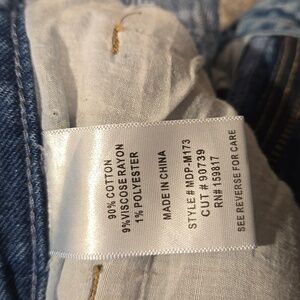 90% COTTON
9%VISCOSE RAYON
1% POLYESTER
MADE IN CHINA
STYLE # MDP-M173
CUT # 90739
RN# 159817
SEE REVERSE FOR CARE